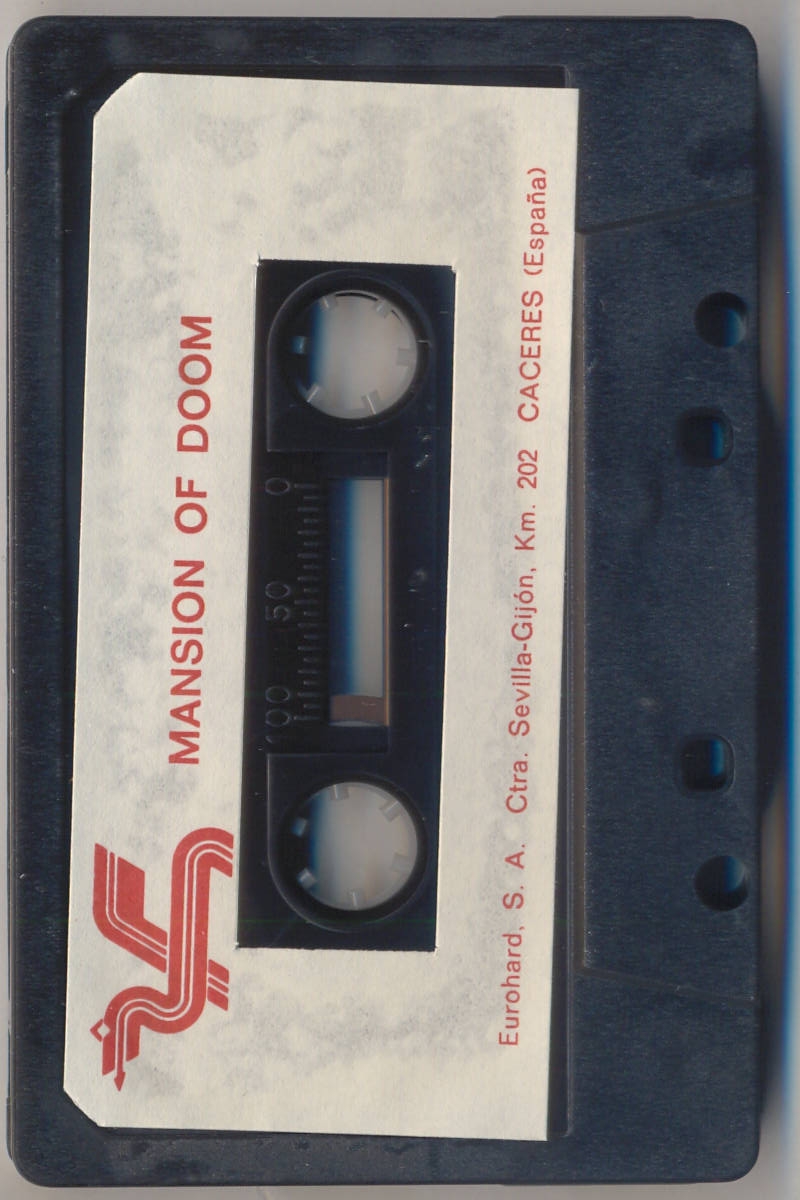 MANSION OF DOOM
100 50 0
Eurohard, S. A. Ctra. Sevilla-Gijón, Km. 202 CACERES (España)